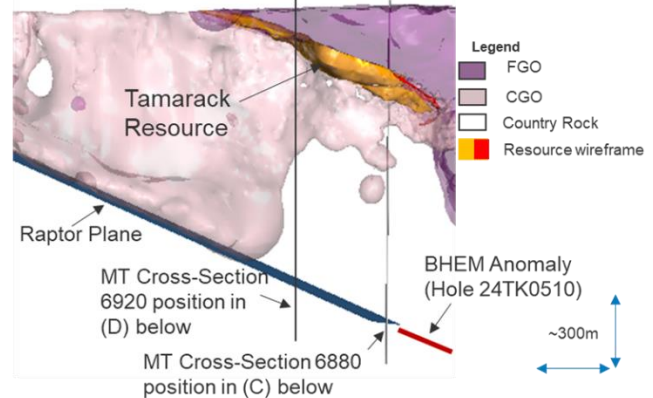 Legend
FGO
CGO
Country Rock
Resource wireframe
Tamarack
Resource
Raptor Plane
MT Cross-Section
6920 position in
(D) below
MT Cross-Section 6880
position in (C) below
BHEM Anomaly
(Hole 24TK0510)
~300m